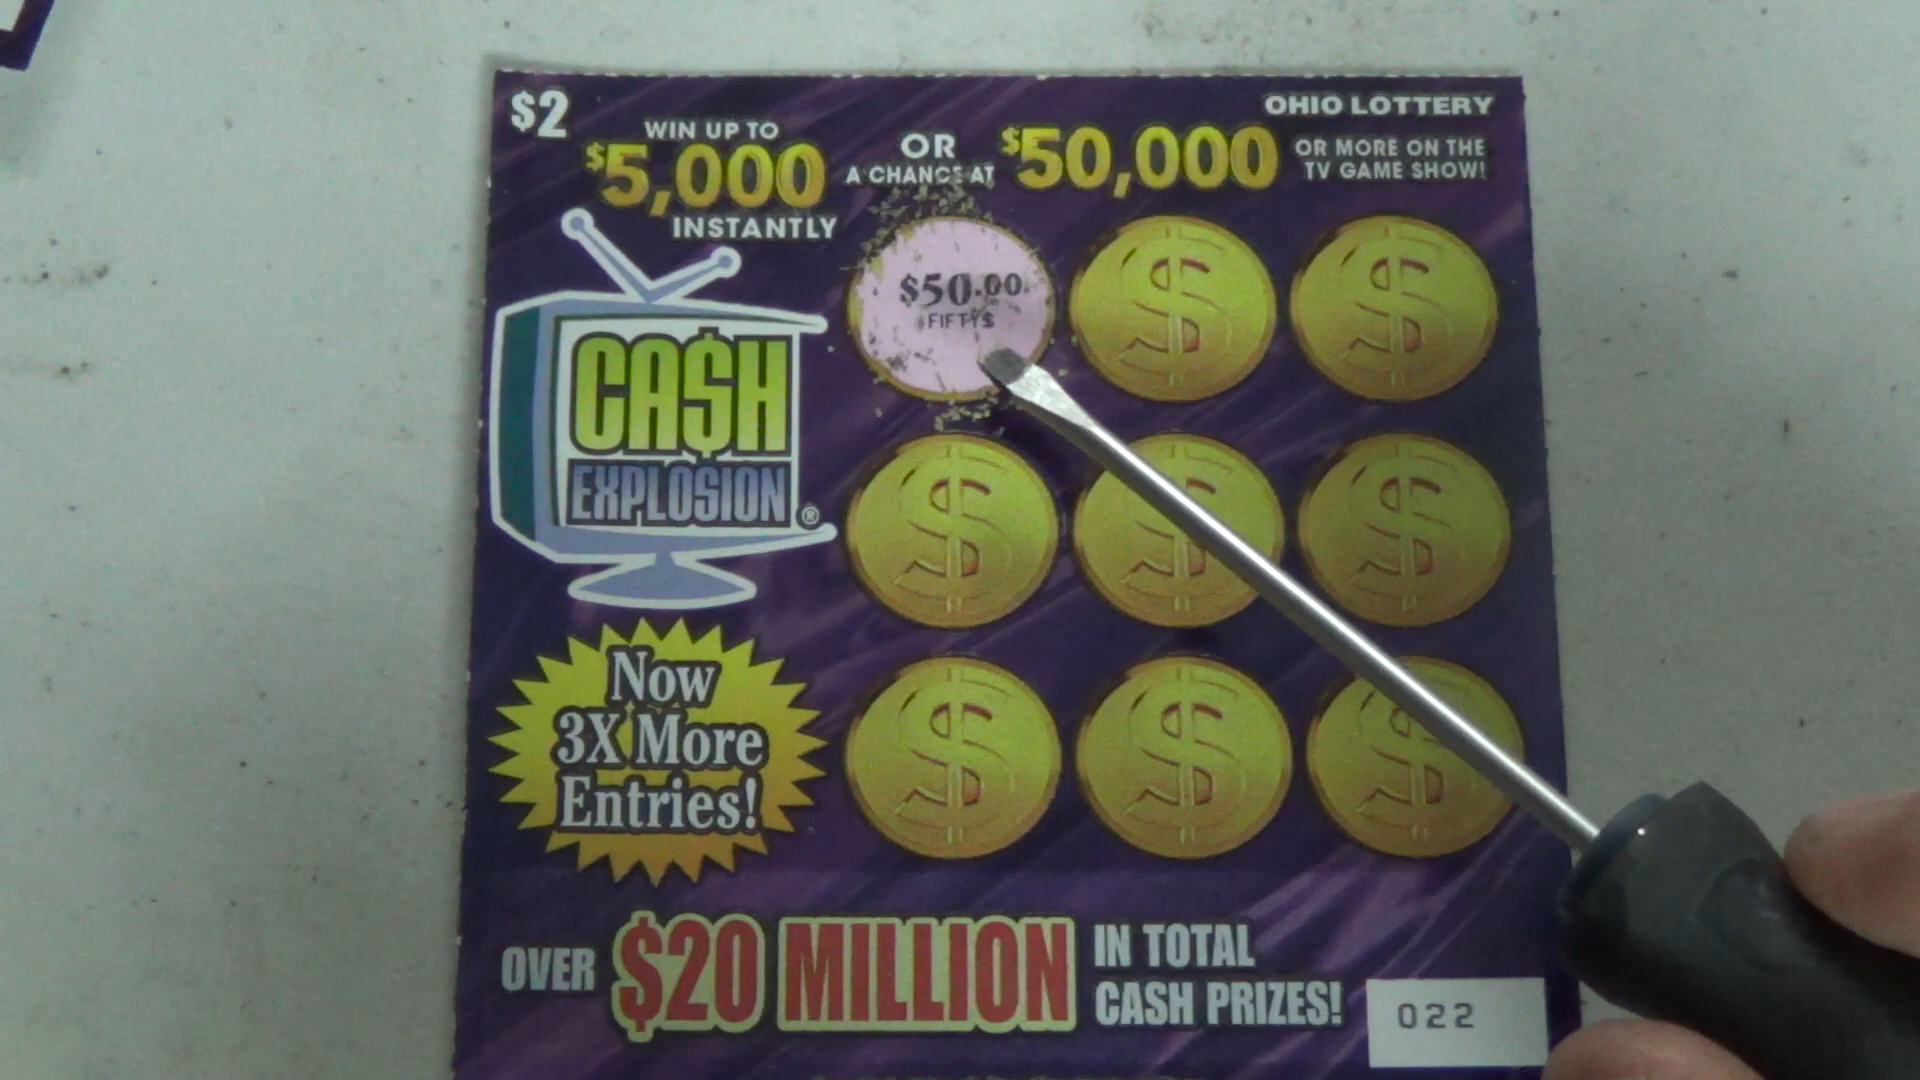 $2
OHIO LOTTERY
WIN UP TO
$5,000
INSTANTLY
OR
A CHANCE AT
$50,000
OR MORE ON THE
TV GAME SHOW!
$50.00
FIFTY$
CA$H
EXPLOSION®
Now
3X More
Entries!
OVER $20 MILLION IN TOTAL
CASH PRIZES!
022